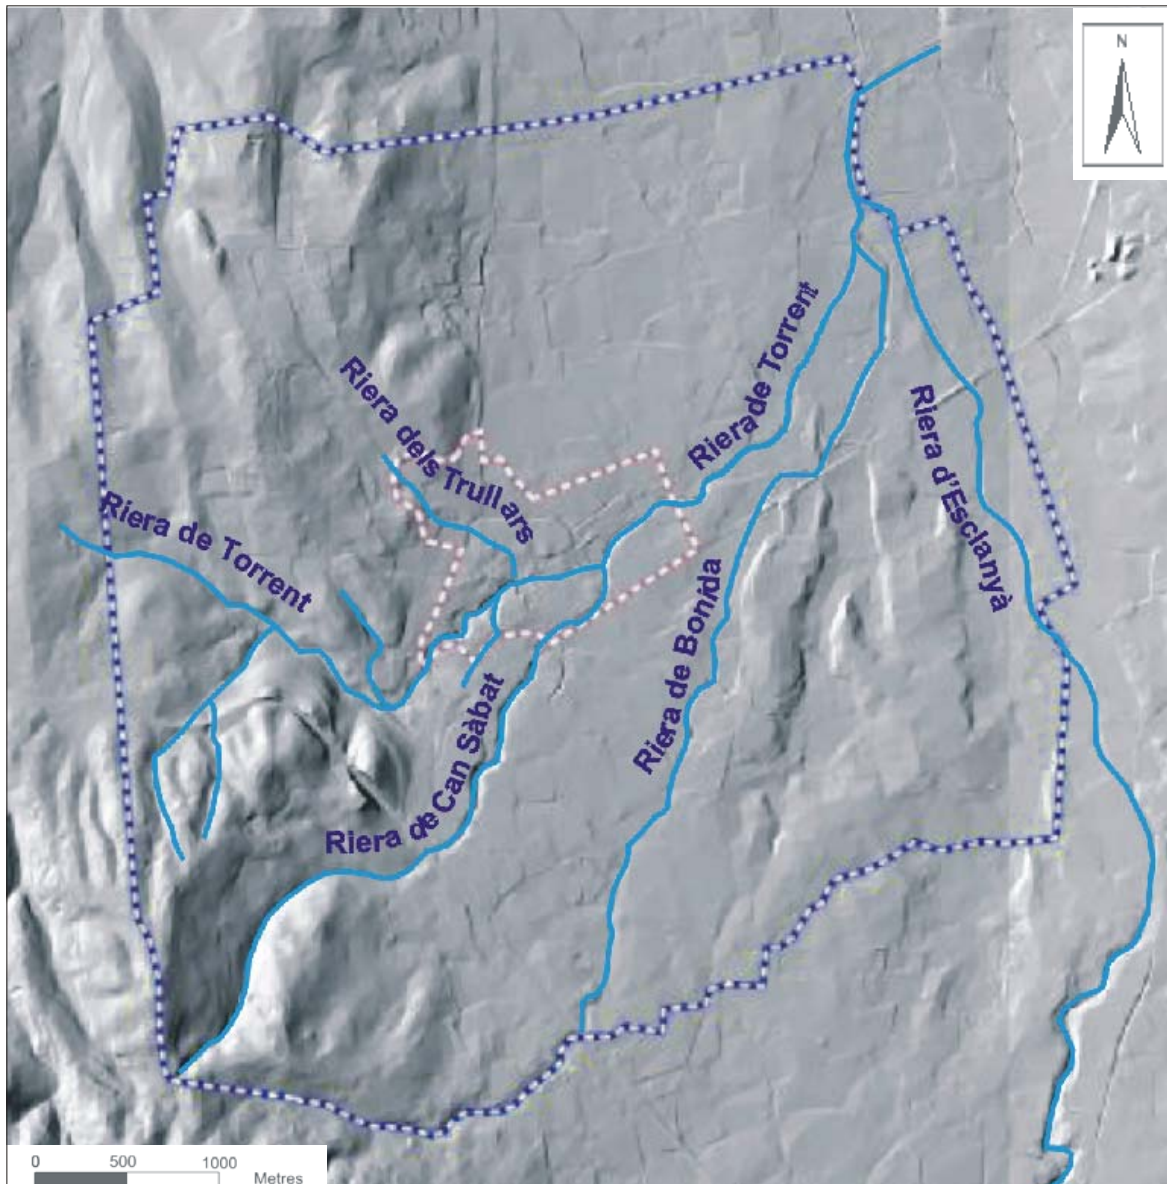 N
Riera de Torrent
Riera dels Trullars
Riera de Torrent
Riera d'Esclanyà
Riera de Bonida
Riera de Can Sàbat
0 500 1000
Metres